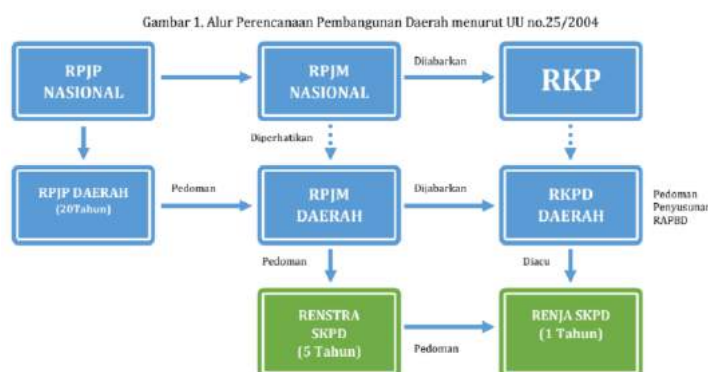 Gambar 1. Alur Perencanaan Pembangunan Daerah menurut UU no.25/2004
RPJP
NASIONAL
RPJM
NASIONAL
Dijabarkan
RKP
Diperhatikan
RPJP DAERAH
(20Tahun)
Pedoman
RPJM
DAERAH
Dijabarkan
RKPD
DAERAH
Pedoman
Penyusunan
RAPBD
Pedoman
Diacu
RENSTRA
SKPD
(5 Tahun)
Pedoman
RENJA SKPD
(1 Tahun)